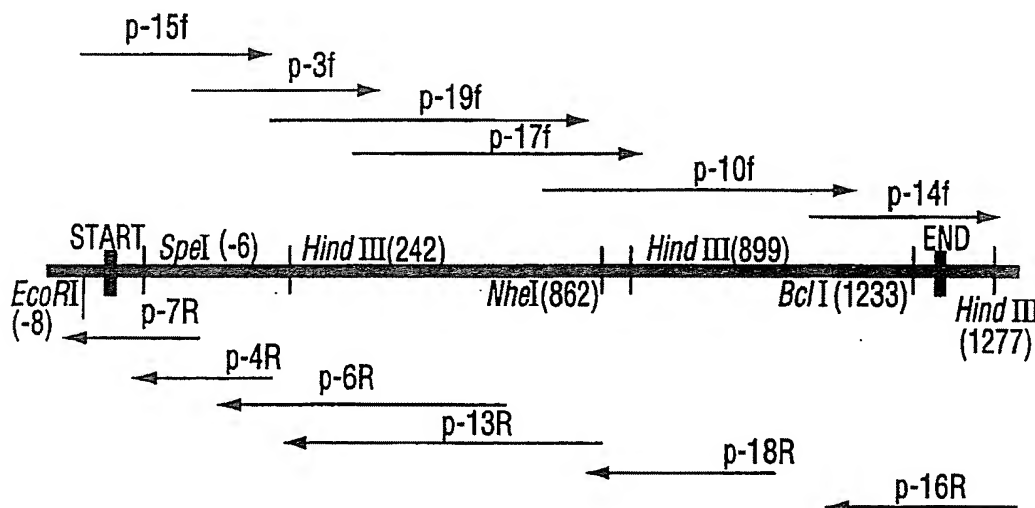 p-15f
p-3f
p-19f
p-17f
p-10f
p-14f
START SpeI (-6) Hind III(242) Hind III(899) END
EcoRI NheI(862) BclI(1233) Hind III
(-8) p-7R (1277)
p-4R
p-6R
p-13R
p-18R
p-16R